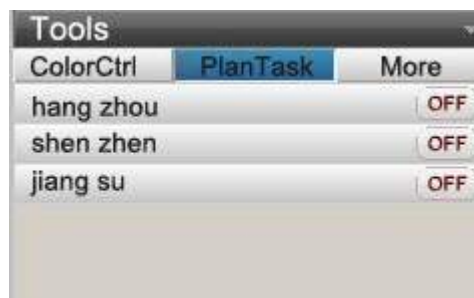 Tools
ColorCtrl PlanTask More
hang zhou OFF
shen zhen OFF
jiang su OFF